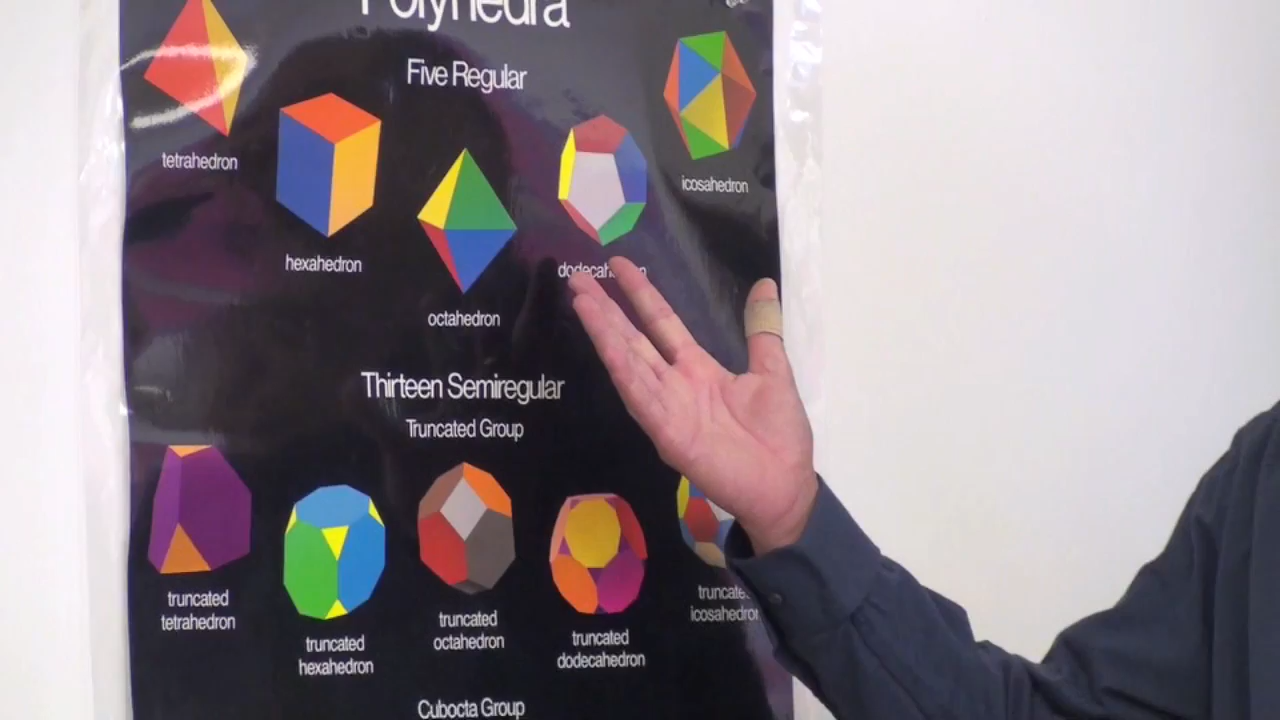 Polyhedra
Five Regular
tetrahedron
icosahedron
hexahedron
octahedron
Thirteen Semiregular
Truncated Group
truncated
tetrahedron
truncated
hexahedron
truncated
octahedron
truncated
dodecahedron
Cubocta Group